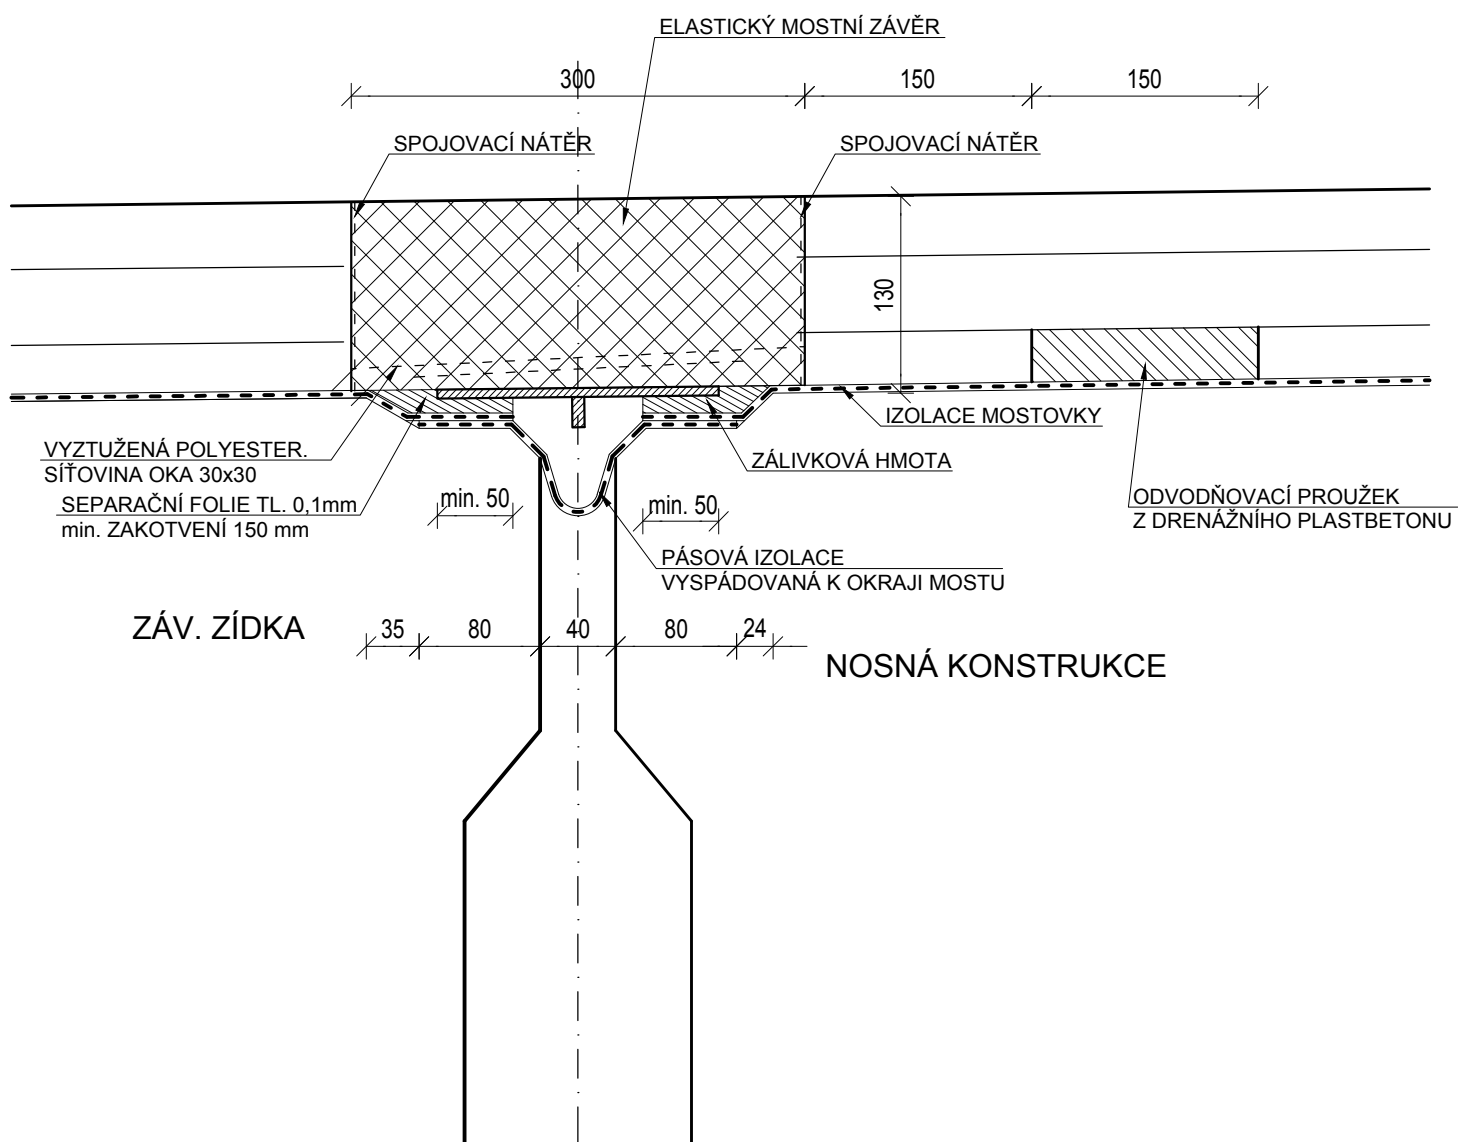 ELASTICKÝ MOSTNÍ ZÁVĚR
300
150
150
SPOJOVACÍ NÁTĚR
SPOJOVACÍ NÁTĚR
130
IZOLACE MOSTOVKY
VYZTUŽENÁ POLYESTER.
SÍŤOVINA OKA 30x30
ZÁLIVKOVÁ HMOTA
SEPARAČNÍ FOLIE TL. 0,1mm
min. ZAKOTVENÍ 150 mm
min. 50
min. 50
ODVODŇOVACÍ PROUŽEK
Z DRENÁŽNÍHO PLASTBETONU
PÁSOVÁ IZOLACE
VYSPÁDOVANÁ K OKRAJI MOSTU
ZÁV. ZÍDKA
35
80
40
80
24
NOSNÁ KONSTRUKCE